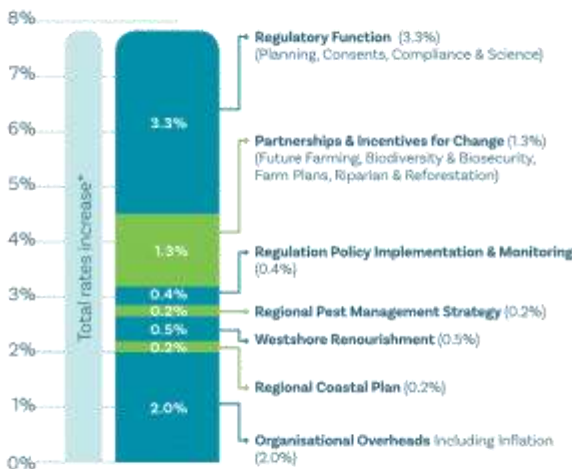 8%
7%
6%
5%
4%
3%
2%
1%
0%
Total rates increase*
3.3%
1.3%
0.4%
0.2%
0.5%
0.2%
2.0%
Regulatory Function (3.3%)
(Planning, Consents, Compliance & Science)
Partnerships & Incentives for Change (1.3%)
(Future Farming, Biodiversity & Biosecurity,
Farm Plans, Riparian & Reforestation)
Regulation Policy Implementation & Monitoring
(0.4%)
Regional Pest Management Strategy (0.2%)
Westshore Renourishment (0.5%)
Regional Coastal Plan (0.2%)
Organisational Overheads Including Inflation
(2.0%)